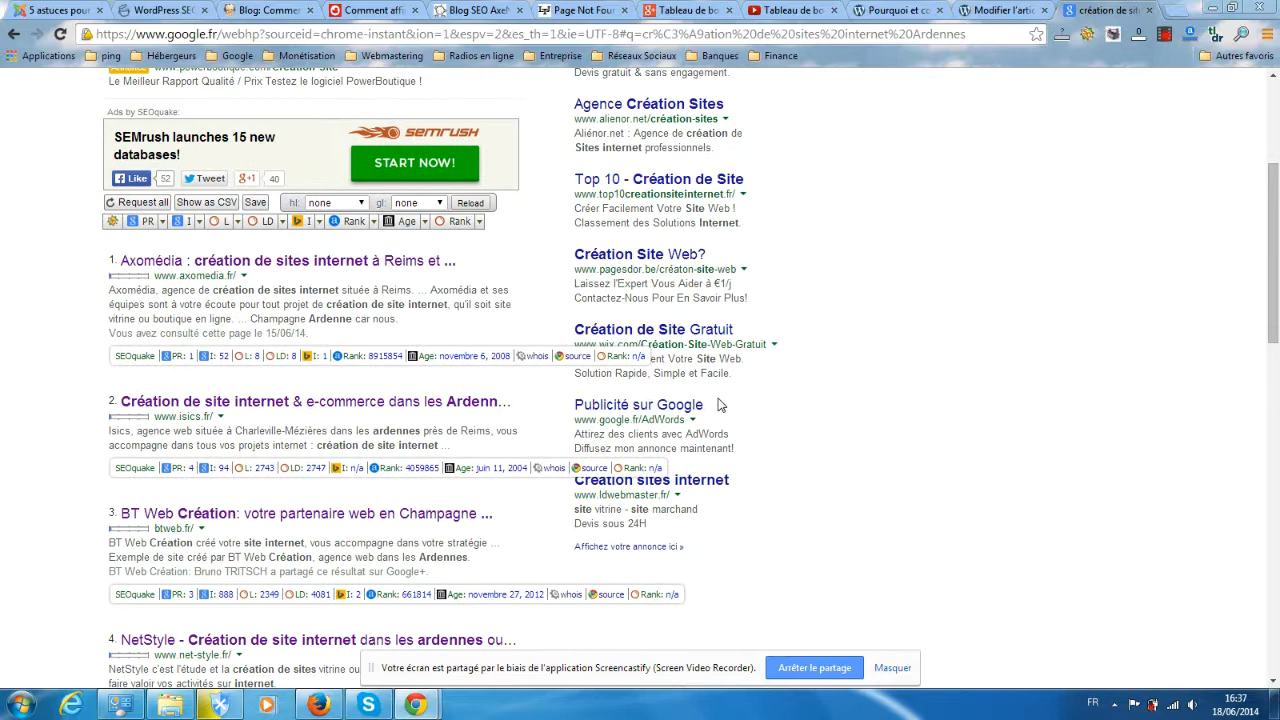 5 astuces pour
WordPress SEO
Blog: Commen
Comment affi
Blog SEO AxeN
Page Not Four
Tableau de bo
Tableau de bo
Pourquoi et co
Modifier l'artic
création de sit
https://www.google.fr/webhp?sourceid=chrome-instant&ion=1&espv=2&es_th=1&ie=UTF-8#q=cr%C3%A9ation%20de%20sites%20internet%20Ardennes
Applications
ping
Hébergeurs
Google
Monétisation
Webmastering
Radios en ligne
Entreprise
Réseaux Sociaux
Banques
Finance
Autres favoris
Le Meilleur Rapport Qualité / Prix Testez le logiciel PowerBoutique !
Ads by SEOquake:
SEMrush launches 15 new
databases!
SEMRUSH
START NOW!
Like 52 Tweet g+1 40
Request all Show as CSV Save hl: none gl: none Reload
PR I L LD I Rank Age Rank
1. Axomédia : création de sites internet à Reims et ...
www.axomedia.fr/
Axomédia, agence de création de sites internet située à Reims. ... Axomédia et ses
équipes sont à votre écoute pour tout projet de création de site internet, qu'il soit site
vitrine ou boutique en ligne. ... Champagne Ardenne car nous.
Vous avez consulté cette page le 15/06/14.
SEOquake PR: 1 I: 52 L: 8 LD: 8 I: 1 Rank: 8915854 Age: novembre 6, 2008 whois source Rank: n/a
2. Création de site internet & e-commerce dans les Ardenn...
www.isics.fr/
Isics, agence web située à Charleville-Mézières dans les ardennes près de Reims, vous
accompagne dans tous vos projets internet : création de site internet ...
SEOquake PR: 4 I: 94 L: 2743 LD: 2747 I: n/a Rank: 4059865 Age: juin 11, 2004 whois source Rank: n/a
3. BT Web Création: votre partenaire web en Champagne ...
btweb.fr/
BT Web Création créé votre site internet, vous accompagne dans votre stratégie ...
Exemple de site créé par BT Web Création, agence web dans les Ardennes.
BT Web Création: Bruno TRITSCH a partagé ce résultat sur Google+.
SEOquake PR: 3 I: 888 L: 2349 LD: 4081 I: 2 Rank: 661814 Age: novembre 27, 2012 whois source Rank: n/a
4. NetStyle - Création de site internet dans les ardennes ou...
www.net-style.fr/
NetStyle c'est l'étude et la création de sites vitrine ou
faire valoir vos activités sur internet.
Devis gratuit & sans engagement.
Agence Création Sites
www.alienor.net/création-sites
Aliénor.net : Agence de création de
Sites internet professionnels.
Top 10 - Création de Site
www.top10creationsiteinternet.fr/
Créer Facilement Votre Site Web !
Classement des Solutions Internet.
Création Site Web?
www.pagesdor.be/créaton-site-web
Laissez l'Expert Vous Aider à €1/j
Contactez-Nous Pour En Savoir Plus!
Création de Site Gratuit
www.wix.com/Création-Site-Web-Gratuit
ent Votre Site Web.
Solution Rapide, Simple et Facile.
Publicité sur Google
www.google.fr/AdWords
Attirez des clients avec AdWords
Diffusez mon annonce maintenant!
Création sites internet
www.ldwebmaster.fr/
site vitrine - site marchand
Devis sous 24H
Affichez votre annonce ici »
Votre écran est partagé par le biais de l'application Screencastify (Screen Video Recorder).
Arrêter le partage
Masquer
FR
16:37
18/06/2014